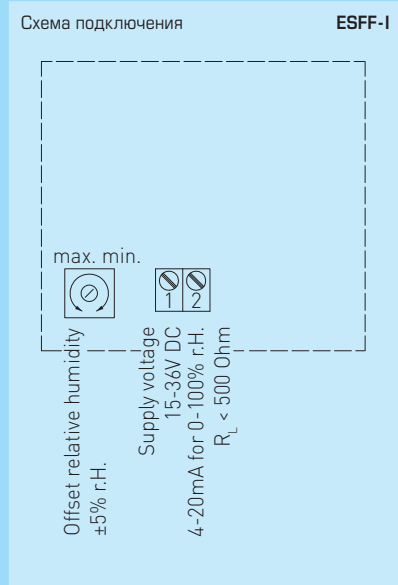 Схема подключения
ESFF-I
max. min.
1 2
Offset relative humidity
±5% r.H.
Supply voltage
15-36V DC
4-20mA for 0-100% r.H.
R_L < 500 Ohm